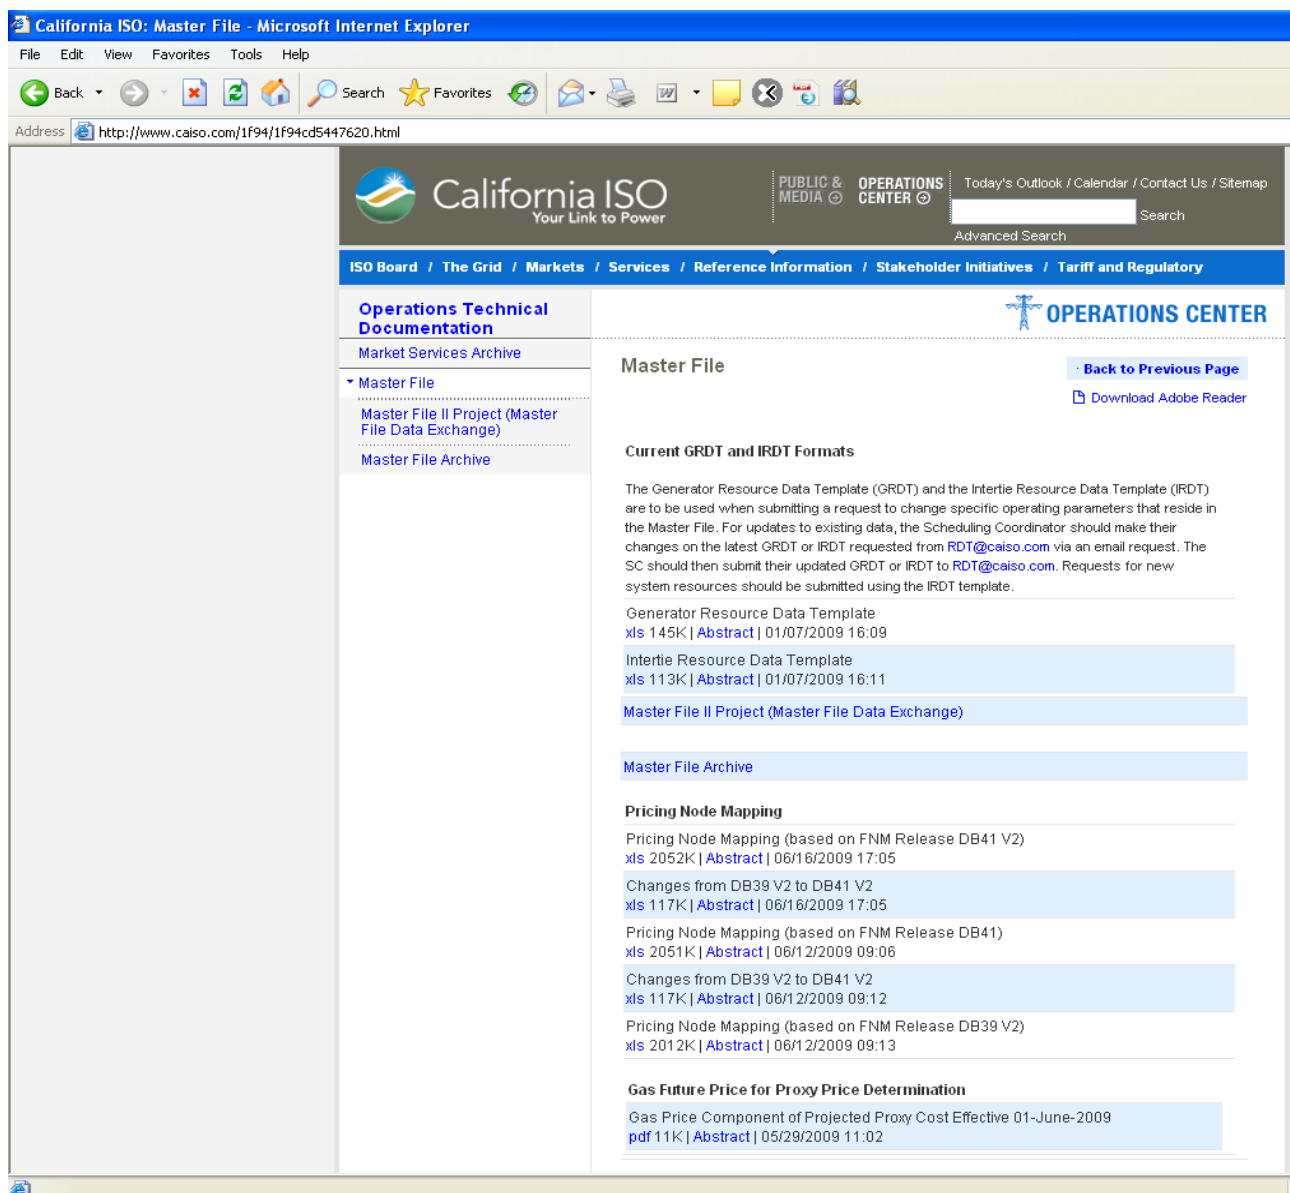 California ISO: Master File - Microsoft Internet Explorer
File Edit View Favorites Tools Help
Back Search Favorites
Address http://www.caiso.com/1f94/1f94cd5447620.html
California ISO
Your Link to Power
PUBLIC & MEDIA
OPERATIONS CENTER
Today's Outlook / Calendar / Contact Us / Sitemap
Search
Advanced Search
ISO Board / The Grid / Markets / Services / Reference Information / Stakeholder Initiatives / Tariff and Regulatory
Operations Technical
Documentation
Market Services Archive
Master File
Master File II Project (Master
File Data Exchange)
Master File Archive
OPERATIONS CENTER
Master File
· Back to Previous Page
Download Adobe Reader
Current GRDT and IRDT Formats
The Generator Resource Data Template (GRDT) and the Intertie Resource Data Template (IRDT)
are to be used when submitting a request to change specific operating parameters that reside in
the Master File. For updates to existing data, the Scheduling Coordinator should make their
changes on the latest GRDT or IRDT requested from RDT@caiso.com via an email request. The
SC should then submit their updated GRDT or IRDT to RDT@caiso.com. Requests for new
system resources should be submitted using the IRDT template.
Generator Resource Data Template
xls 145K | Abstract | 01/07/2009 16:09
Intertie Resource Data Template
xls 113K | Abstract | 01/07/2009 16:11
Master File II Project (Master File Data Exchange)
Master File Archive
Pricing Node Mapping
Pricing Node Mapping (based on FNM Release DB41 V2)
xls 2052K | Abstract | 06/16/2009 17:05
Changes from DB39 V2 to DB41 V2
xls 117K | Abstract | 06/16/2009 17:05
Pricing Node Mapping (based on FNM Release DB41)
xls 2051K | Abstract | 06/12/2009 09:06
Changes from DB39 V2 to DB41 V2
xls 117K | Abstract | 06/12/2009 09:12
Pricing Node Mapping (based on FNM Release DB39 V2)
xls 2012K | Abstract | 06/12/2009 09:13
Gas Future Price for Proxy Price Determination
Gas Price Component of Projected Proxy Cost Effective 01-June-2009
pdf 11K | Abstract | 05/29/2009 11:02